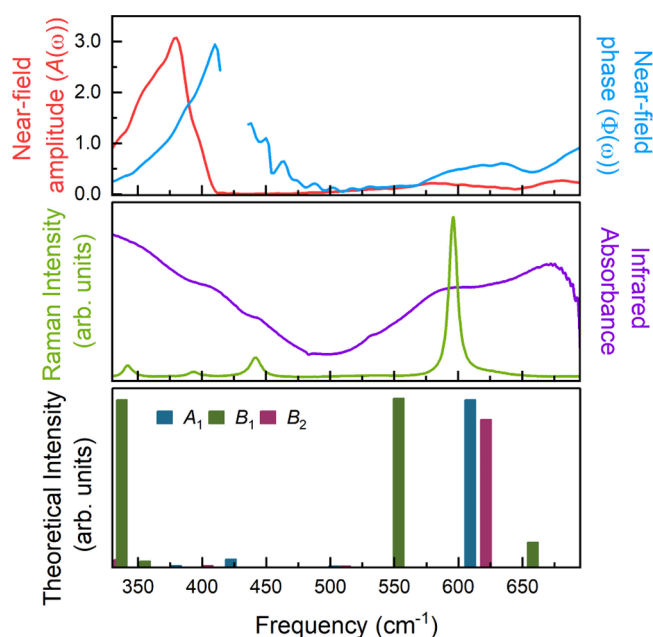 Near-field
amplitude (A(ω))
3.0
2.0
1.0
0.0
Near-field
phase (Φ(ω))
Raman Intensity
(arb. units)
Infrared
Absorbance
Theoretical Intensity
(arb. units)
A1 B1 B2
350 400 450 500 550 600 650
Frequency (cm-1)